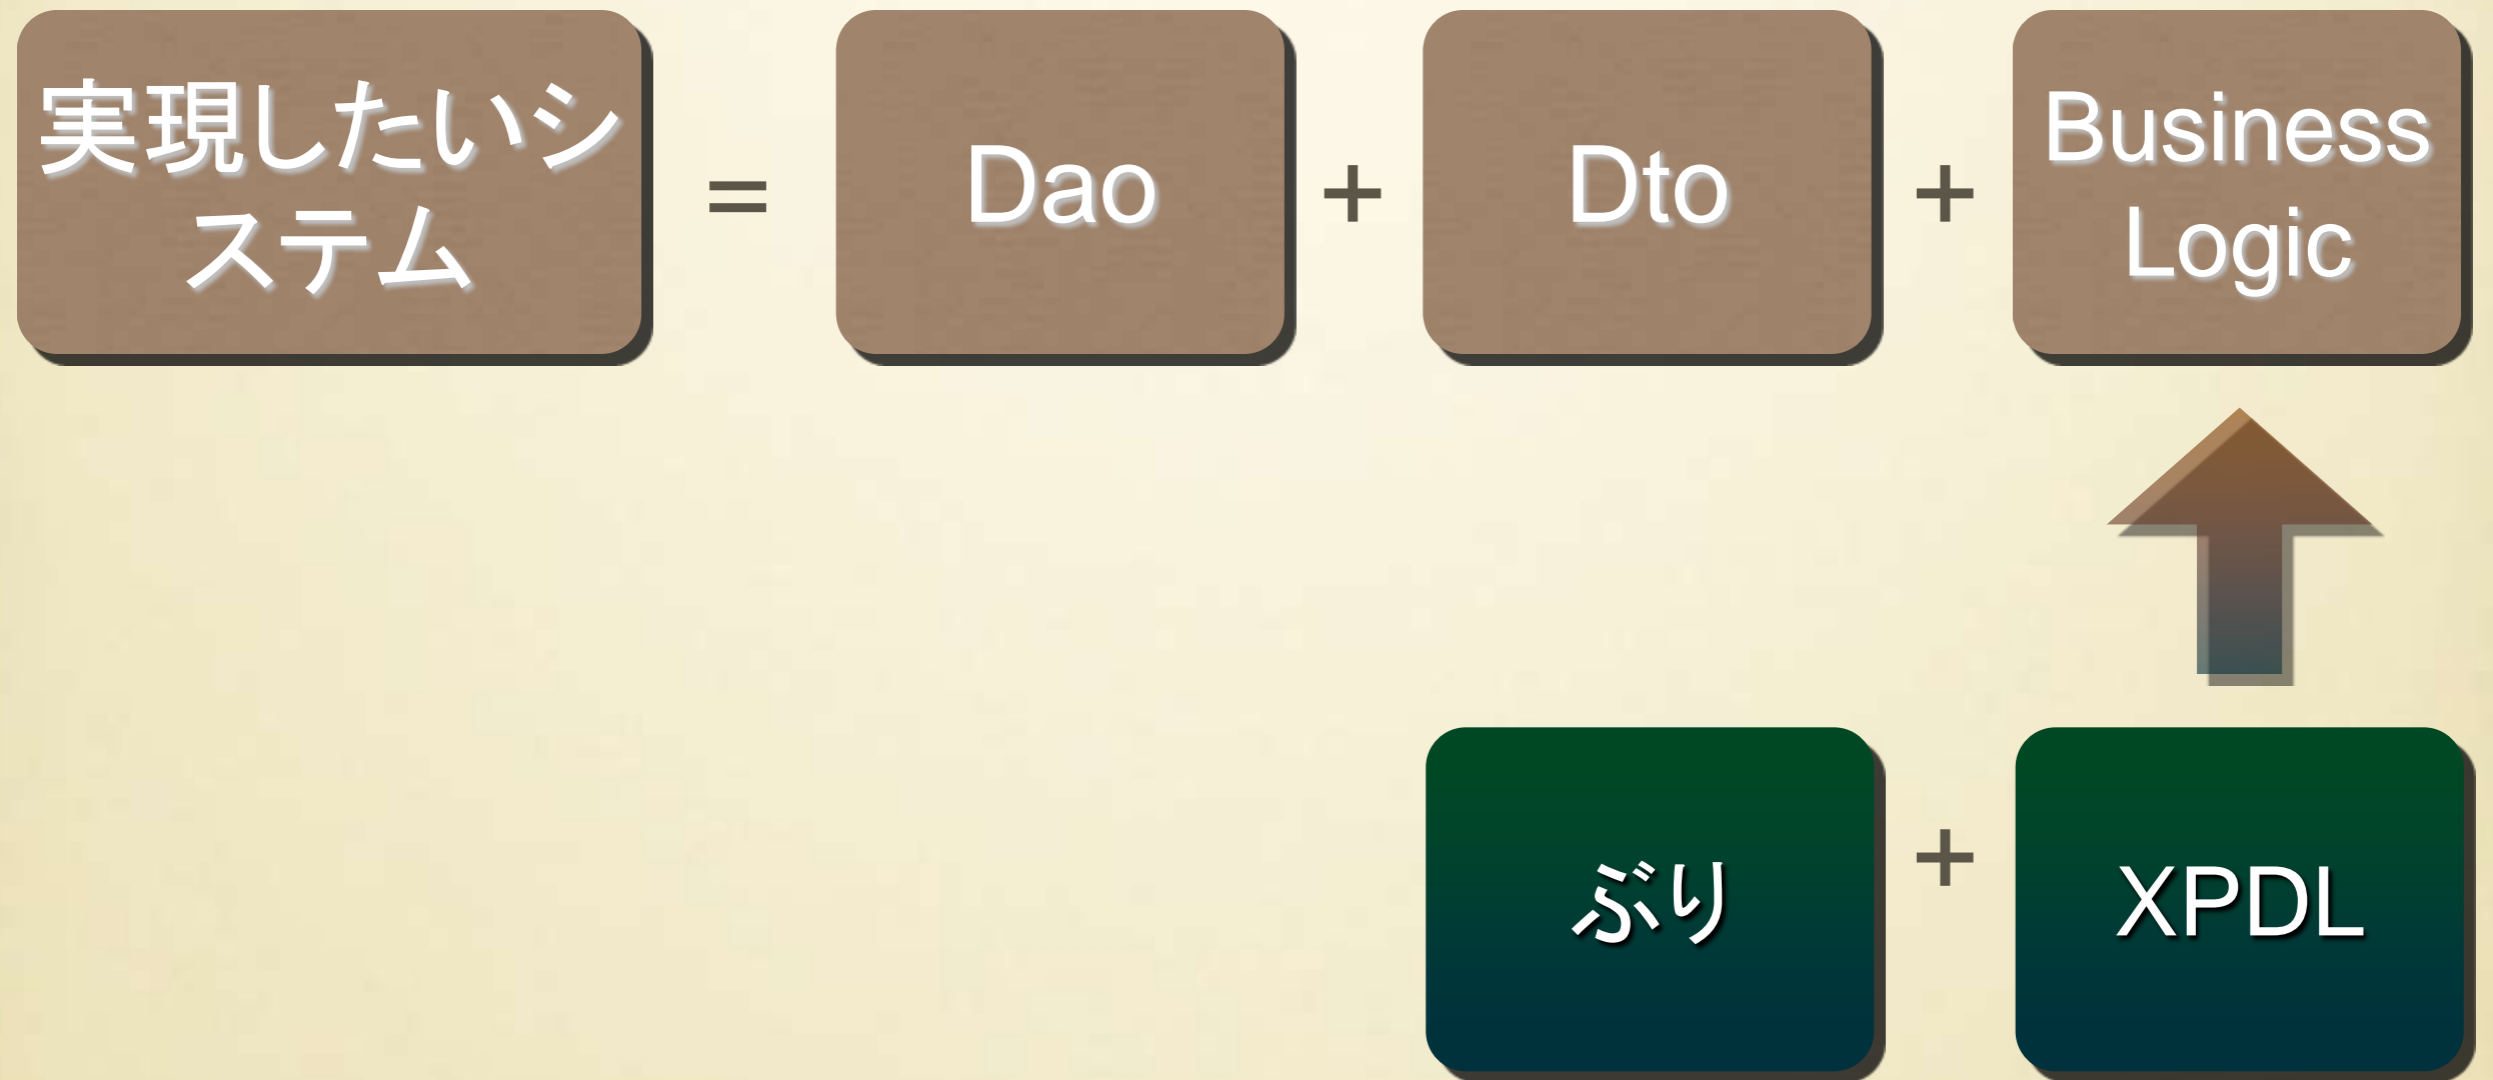 実現したいシ
ステム
=
Dao
+
Dto
+
Business
Logic
ぶり
+
XPDL